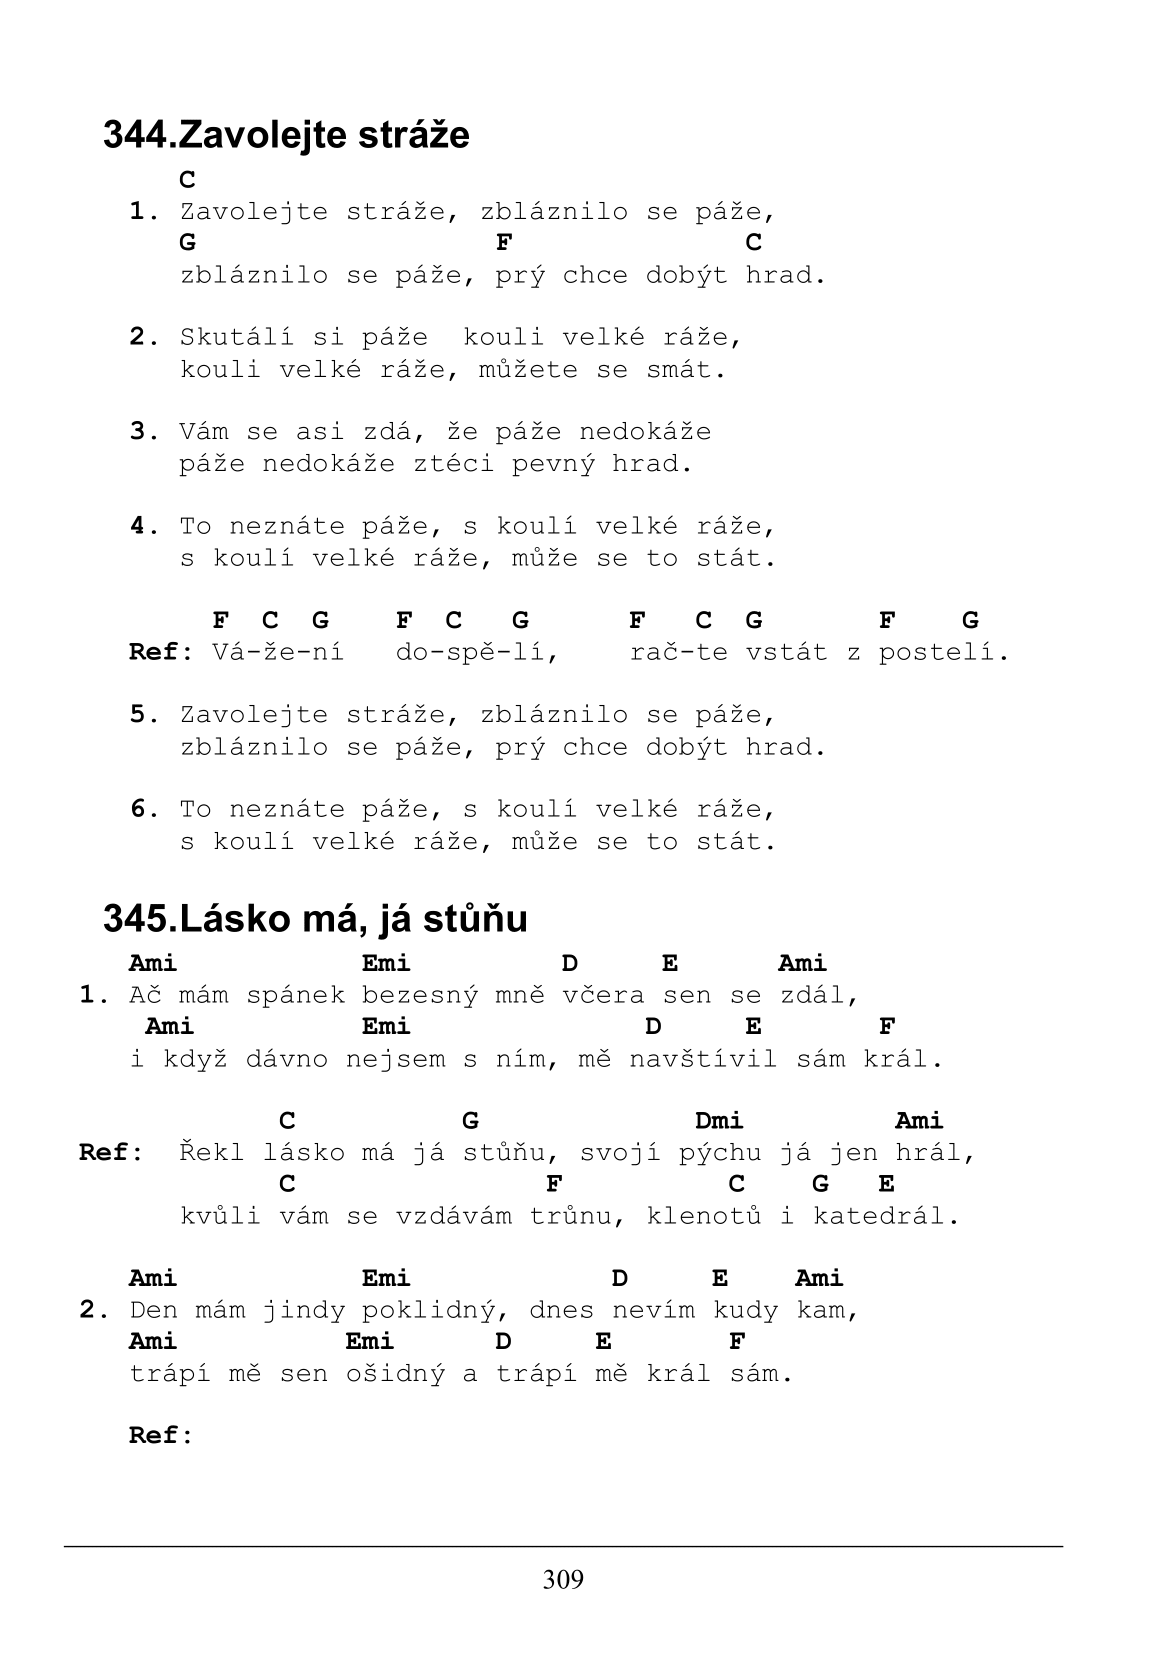 344.Zavolejte stráže
C
1. Zavolejte stráže, zbláznilo se páže,
G F C
zbláznilo se páže, prý chce dobýt hrad.
2. Skutálí si páže  kouli velké ráže,
kouli velké ráže, můžete se smát.
3. Vám se asi zdá, že páže nedokáže
páže nedokáže ztéci pevný hrad.
4. To neznáte páže, s koulí velké ráže,
s koulí velké ráže, může se to stát.
F C G F C G F C G F G
Ref: Vá-že-ní   do-spě-lí,    rač-te vstát z postelí.
5. Zavolejte stráže, zbláznilo se páže,
zbláznilo se páže, prý chce dobýt hrad.
6. To neznáte páže, s koulí velké ráže,
s koulí velké ráže, může se to stát.
345.Lásko má, já stůňu
Ami Emi D E Ami
1. Ač mám spánek bezesný mně včera sen se zdál,
Ami Emi D E F
i když dávno nejsem s ním, mě navštívil sám král.
C G Dmi Ami
Ref:  Řekl lásko má já stůňu, svojí pýchu já jen hrál,
C F C G E
kvůli vám se vzdávám trůnu, klenotů i katedrál.
Ami Emi D E Ami
2. Den mám jindy poklidný, dnes nevím kudy kam,
Ami Emi D E F
trápí mě sen ošidný a trápí mě král sám.
Ref:
309